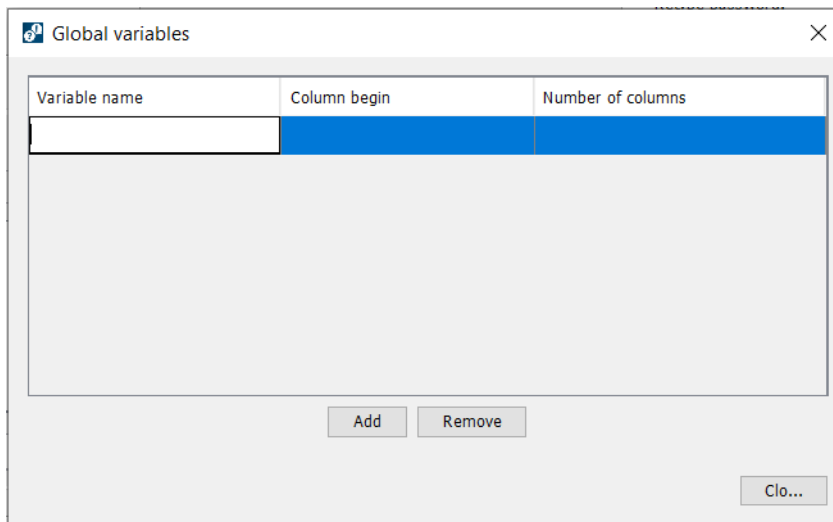 Global variables
Variable name Column begin Number of columns
Add Remove
Clo...